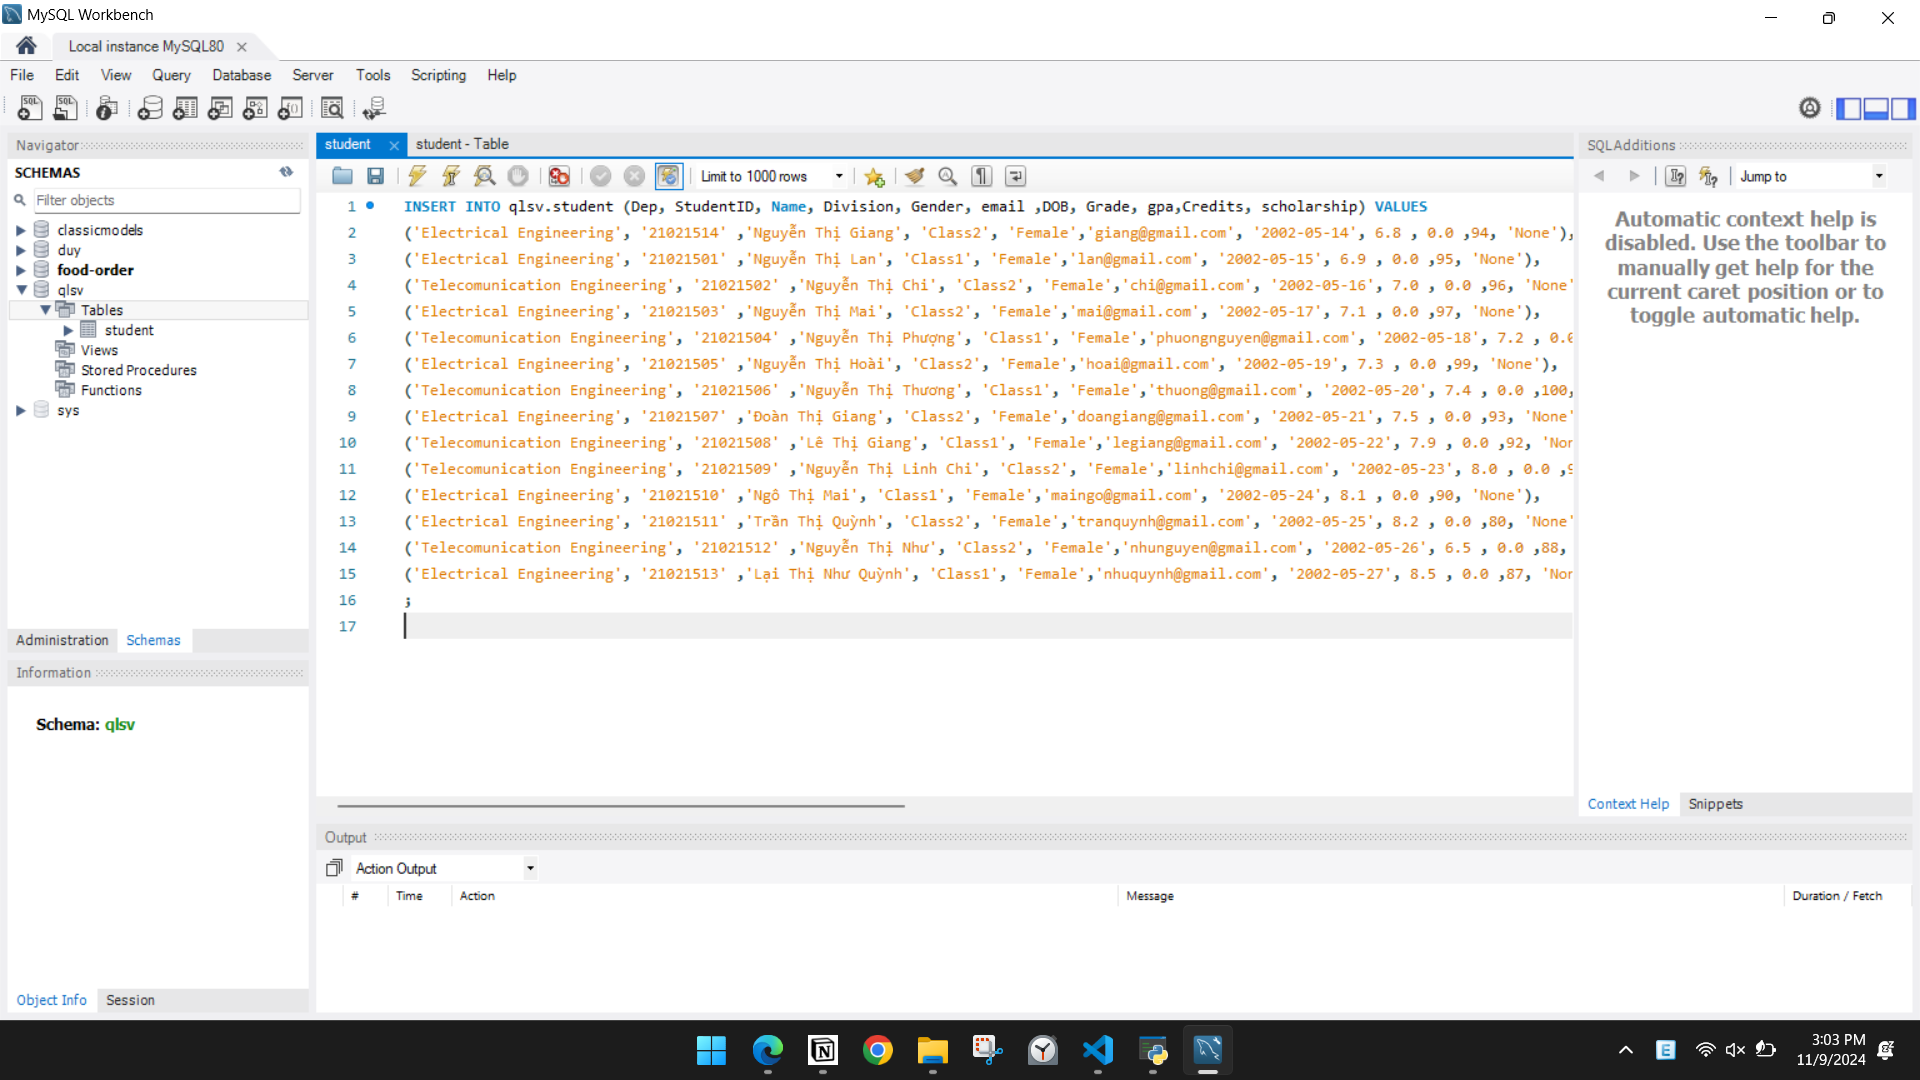 MySQL Workbench
Local instance MySQL80
File Edit View Query Database Server Tools Scripting Help
Navigator
SCHEMAS
Filter objects
classicmodels
duy
food-order
qlsv
Tables
student
Views
Stored Procedures
Functions
sys
Administration Schemas
Information
Schema: qlsv
Object Info Session
student student - Table
Limit to 1000 rows
1 INSERT INTO qlsv.student (Dep, StudentID, Name, Division, Gender, email ,DOB, Grade, gpa,Credits, scholarship) VALUES
2 ('Electrical Engineering', '21021514' ,'Nguyễn Thị Giang', 'Class2', 'Female','giang@gmail.com', '2002-05-14', 6.8 , 0.0 ,94, 'None'),
3 ('Electrical Engineering', '21021501' ,'Nguyễn Thị Lan', 'Class1', 'Female','lan@gmail.com', '2002-05-15', 6.9 , 0.0 ,95, 'None'),
4 ('Telecomunication Engineering', '21021502' ,'Nguyễn Thị Chi', 'Class2', 'Female','chi@gmail.com', '2002-05-16', 7.0 , 0.0 ,96, 'None'
5 ('Electrical Engineering', '21021503' ,'Nguyễn Thị Mai', 'Class2', 'Female','mai@gmail.com', '2002-05-17', 7.1 , 0.0 ,97, 'None'),
6 ('Telecomunication Engineering', '21021504' ,'Nguyễn Thị Phượng', 'Class1', 'Female','phuongnguyen@gmail.com', '2002-05-18', 7.2 , 0.0
7 ('Electrical Engineering', '21021505' ,'Nguyễn Thị Hoài', 'Class2', 'Female','hoai@gmail.com', '2002-05-19', 7.3 , 0.0 ,99, 'None'),
8 ('Telecomunication Engineering', '21021506' ,'Nguyễn Thị Thương', 'Class1', 'Female','thuong@gmail.com', '2002-05-20', 7.4 , 0.0 ,100,
9 ('Electrical Engineering', '21021507' ,'Đoàn Thị Giang', 'Class2', 'Female','doangiang@gmail.com', '2002-05-21', 7.5 , 0.0 ,93, 'None'
10 ('Telecomunication Engineering', '21021508' ,'Lê Thị Giang', 'Class1', 'Female','legiang@gmail.com', '2002-05-22', 7.9 , 0.0 ,92, 'Non
11 ('Telecomunication Engineering', '21021509' ,'Nguyễn Thị Linh Chi', 'Class2', 'Female','linhchi@gmail.com', '2002-05-23', 8.0 , 0.0 ,9
12 ('Electrical Engineering', '21021510' ,'Ngô Thị Mai', 'Class1', 'Female','maingo@gmail.com', '2002-05-24', 8.1 , 0.0 ,90, 'None'),
13 ('Electrical Engineering', '21021511' ,'Trần Thị Quỳnh', 'Class2', 'Female','tranquynh@gmail.com', '2002-05-25', 8.2 , 0.0 ,80, 'None'
14 ('Telecomunication Engineering', '21021512' ,'Nguyễn Thị Như', 'Class2', 'Female','nhunguyen@gmail.com', '2002-05-26', 6.5 , 0.0 ,88,
15 ('Electrical Engineering', '21021513' ,'Lại Thị Như Quỳnh', 'Class1', 'Female','nhuquynh@gmail.com', '2002-05-27', 8.5 , 0.0 ,87, 'Non
16 ;
17
SQLAdditions
Jump to
Automatic context help is
disabled. Use the toolbar to
manually get help for the
current caret position or to
toggle automatic help.
Context Help Snippets
Output
Action Output
# Time Action Message Duration / Fetch
3:03 PM
11/9/2024